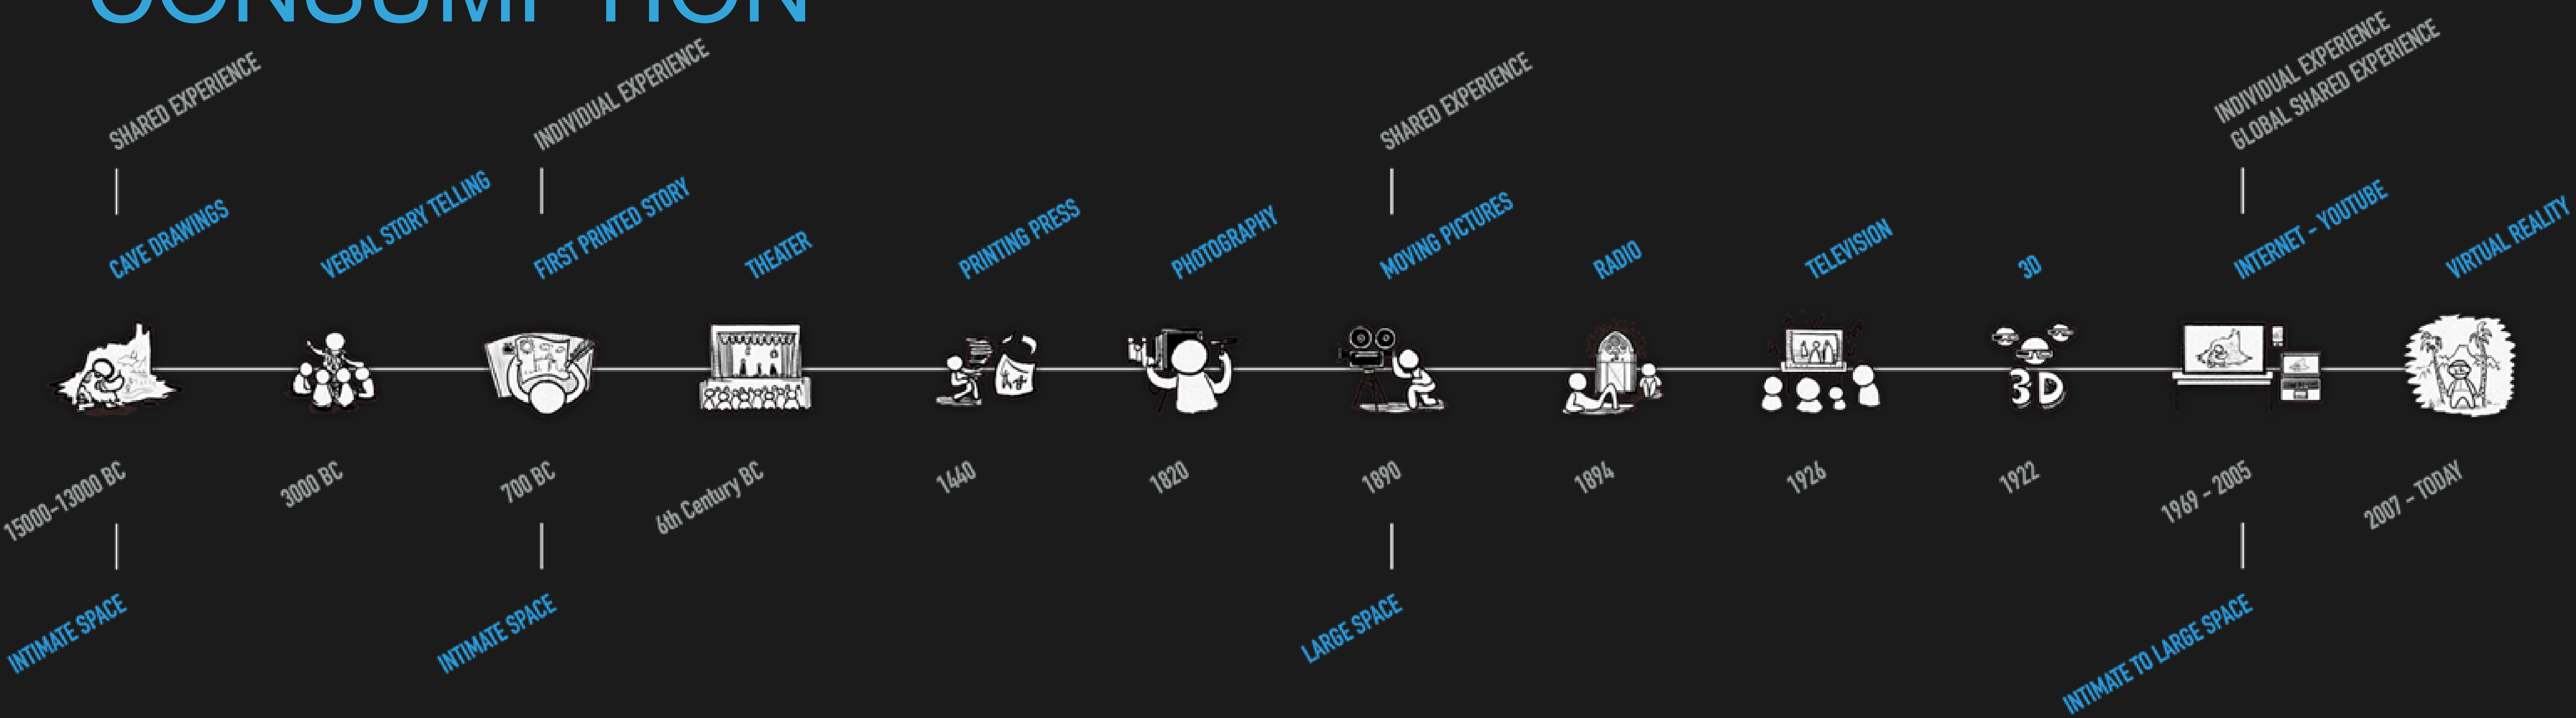 CONSUMPTION
SHARED EXPERIENCE
INDIVIDUAL EXPERIENCE
SHARED EXPERIENCE
INDIVIDUAL EXPERIENCE
GLOBAL SHARED EXPERIENCE
CAVE DRAWINGS
VERBAL STORY TELLING
FIRST PRINTED STORY
THEATER
PRINTING PRESS
PHOTOGRAPHY
MOVING PICTURES
RADIO
TELEVISION
3D
INTERNET - YOUTUBE
VIRTUAL REALITY
3D
15000-13000 BC
3000 BC
700 BC
6th Century BC
1440
1820
1890
1894
1926
1922
1969 - 2005
2007 - TODAY
INTIMATE SPACE
INTIMATE SPACE
LARGE SPACE
INTIMATE TO LARGE SPACE